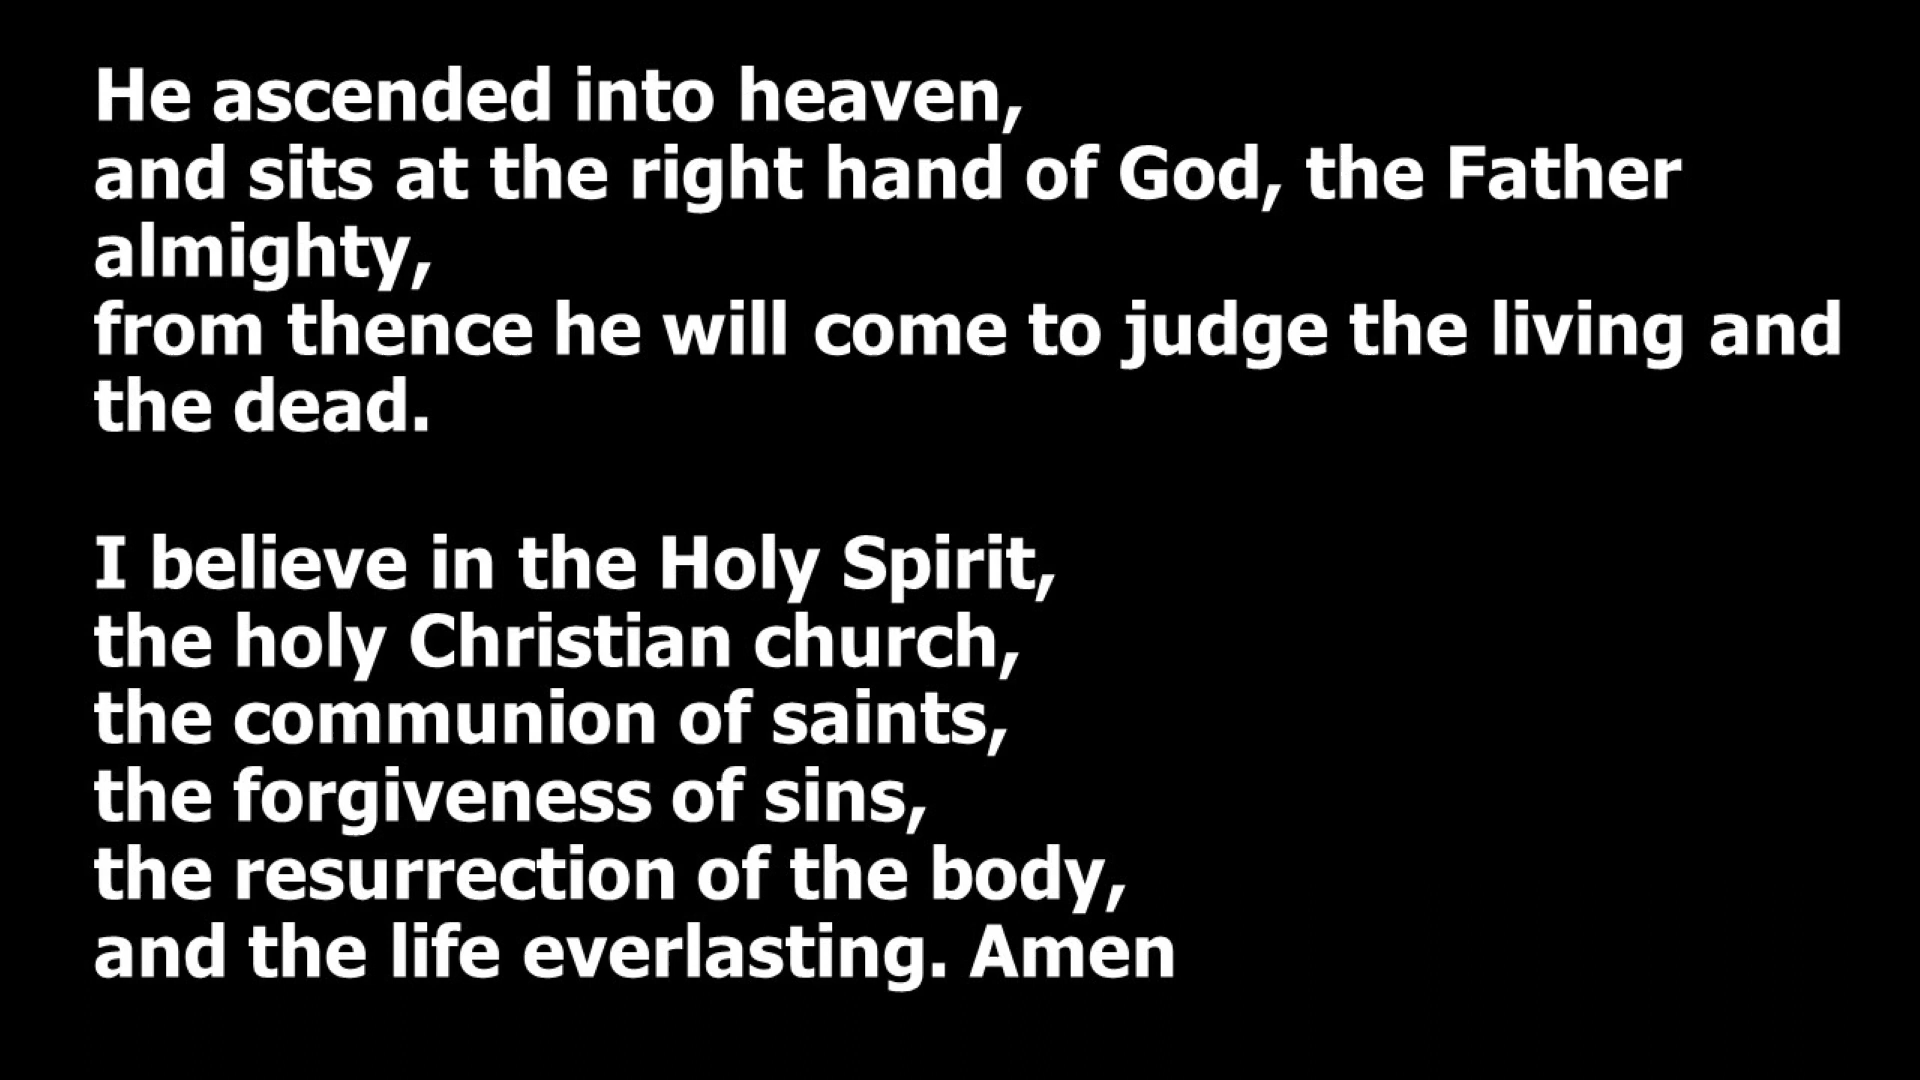 He ascended into heaven,
and sits at the right hand of God, the Father
almighty,
from thence he will come to judge the living and
the dead.
I believe in the Holy Spirit,
the holy Christian church,
the communion of saints,
the forgiveness of sins,
the resurrection of the body,
and the life everlasting. Amen